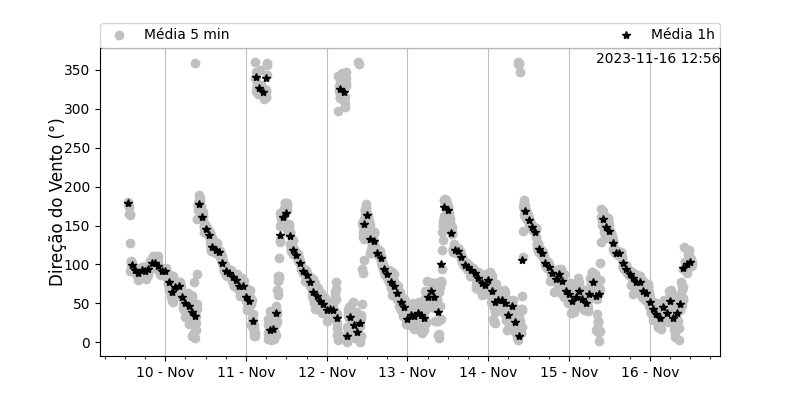 Média 5 min
Média 1h
2023-11-16 12:56
Direção do Vento (°)
350
300
250
200
150
100
50
0
10 - Nov
11 - Nov
12 - Nov
13 - Nov
14 - Nov
15 - Nov
16 - Nov